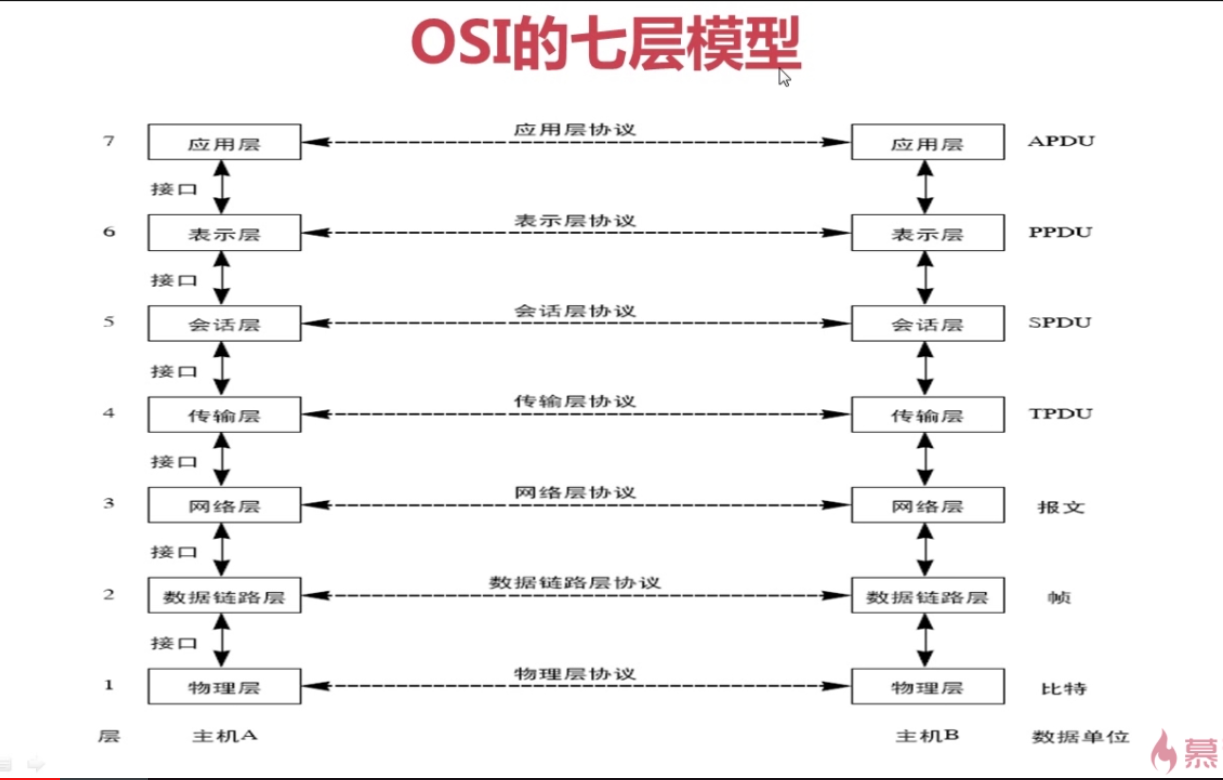 OSI的七层模型
7 应用层 应用层协议 应用层 APDU
接口
6 表示层 表示层协议 表示层 PPDU
接口
5 会话层 会话层协议 会话层 SPDU
接口
4 传输层 传输层协议 传输层 TPDU
接口
3 网络层 网络层协议 网络层 报文
接口
2 数据链路层 数据链路层协议 数据链路层 帧
接口
1 物理层 物理层协议 物理层 比特
层 主机A 主机B 数据单位
慕